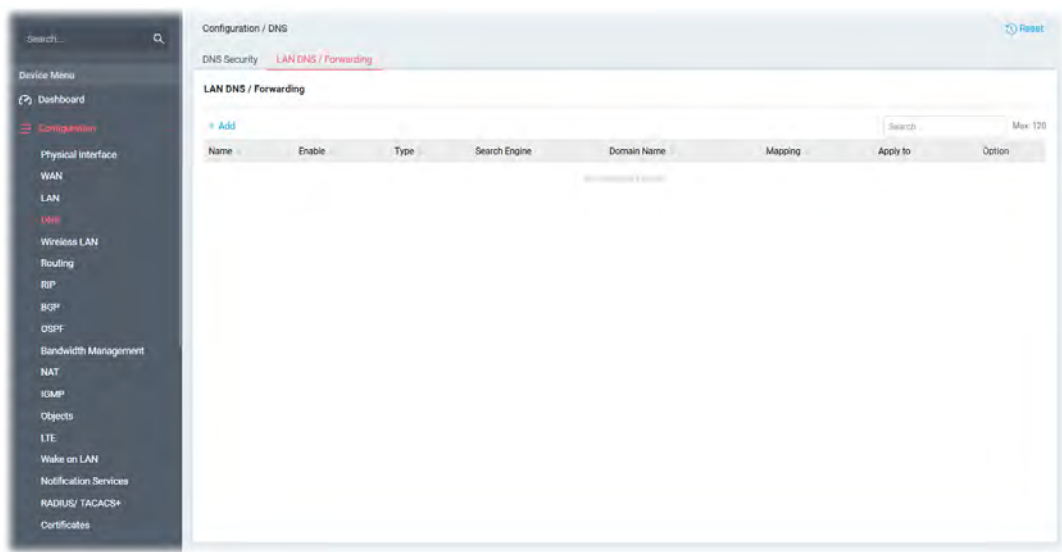 Search...
Configuration / DNS
Reset
DNS Security
LAN DNS / Forwarding
Device Menu
Dashboard
LAN DNS / Forwarding
Configuration
+ Add
Search
Max: 120
Name
Enable
Type
Search Engine
Domain Name
Mapping
Apply to
Option
Physical Interface
WAN
LAN
DNS
Wireless LAN
Routing
RIP
BGP
OSPF
Bandwidth Management
NAT
IGMP
Objects
LTE
Wake on LAN
Notification Services
RADIUS/ TACACS+
Certificates